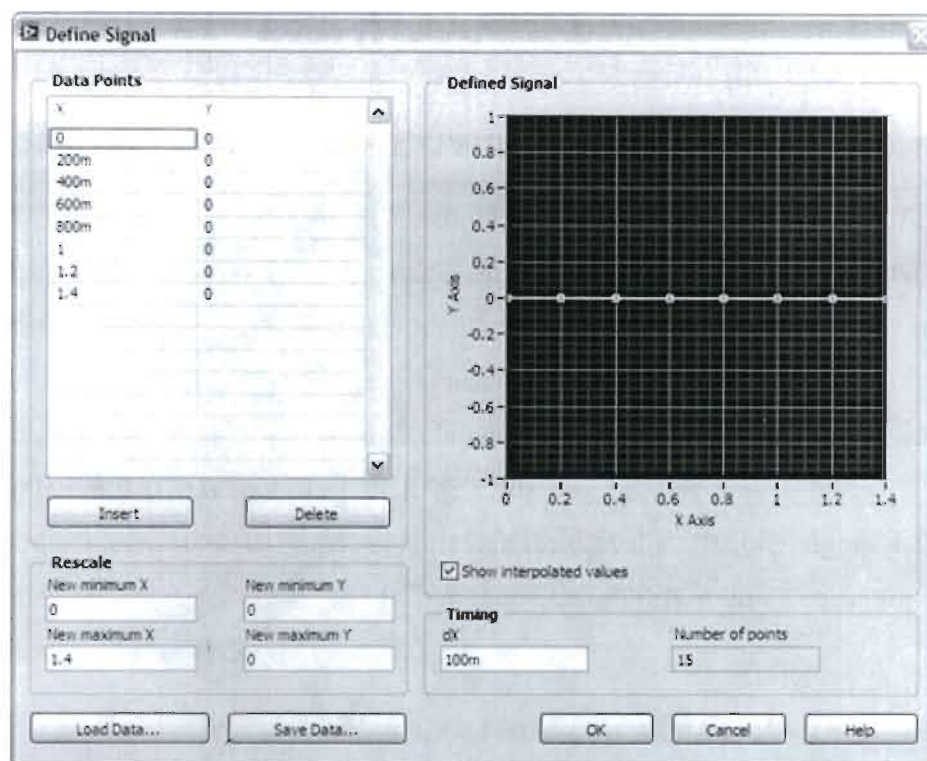 Define Signal
Data Points
X Y
0 0
200m 0
400m 0
600m 0
800m 0
1 0
1.2 0
1.4 0
Insert Delete
Rescale
New minimum X New minimum Y
0 0
New maximum X New maximum Y
1.4 0
Load Data... Save Data...
Defined Signal
1
0.8
0.6
0.4
0.2
0
-0.2
-0.4
-0.6
-0.8
-1
Y Axis
0 0.2 0.4 0.6 0.8 1 1.2 1.4
X Axis
Show interpolated values
Timing
dX Number of points
100m 15
OK Cancel Help